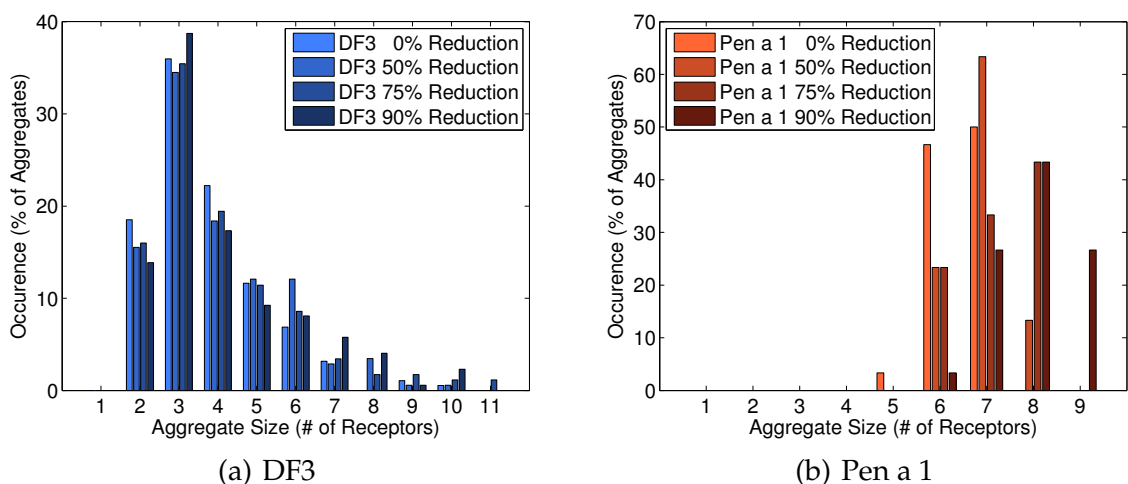 40
30
20
10
0
Occurence (% of Aggregates)
DF3 0% Reduction
DF3 50% Reduction
DF3 75% Reduction
DF3 90% Reduction
1 2 3 4 5 6 7 8 9 10 11
Aggregate Size (# of Receptors)
(a) DF3
70
60
50
40
30
20
10
0
Occurence (% of Aggregates)
Pen a 1 0% Reduction
Pen a 1 50% Reduction
Pen a 1 75% Reduction
Pen a 1 90% Reduction
1 2 3 4 5 6 7 8 9
Aggregate Size (# of Receptors)
(b) Pen a 1